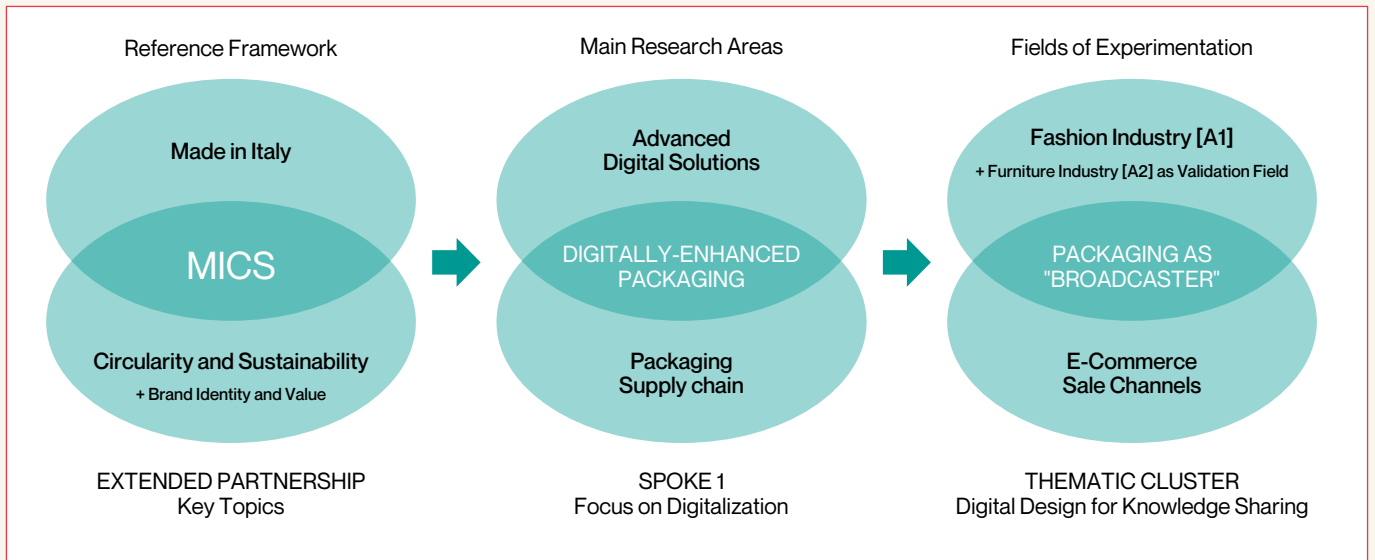 Reference Framework
Made in Italy
MICS
Circularity and Sustainability
+ Brand Identity and Value
EXTENDED PARTNERSHIP
Key Topics
Main Research Areas
Advanced
Digital Solutions
DIGITALLY-ENHANCED
PACKAGING
Packaging
Supply chain
SPOKE 1
Focus on Digitalization
Fields of Experimentation
Fashion Industry [A1]
+ Furniture Industry [A2] as Validation Field
PACKAGING AS
"BROADCASTER"
E-Commerce
Sale Channels
THEMATIC CLUSTER
Digital Design for Knowledge Sharing